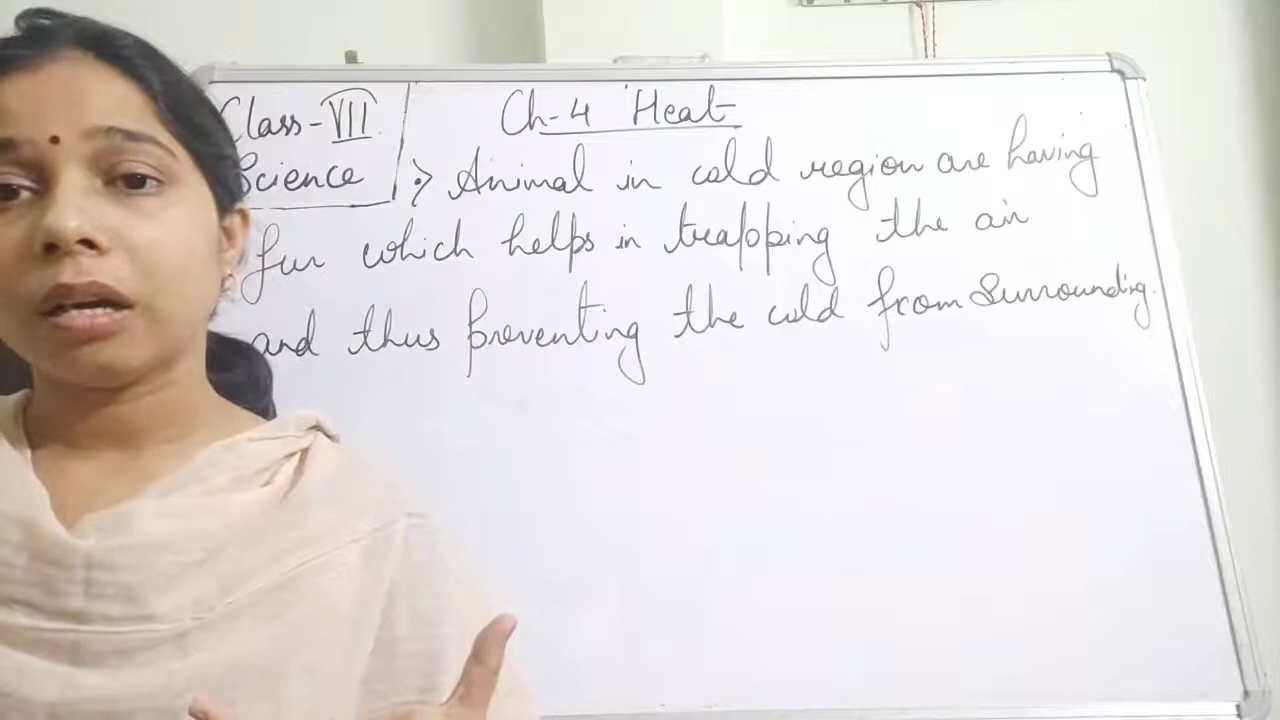 Class-VII
Science
Ch-4 Heat
:> Animal in cold region are having
fur which helps in trapping the air
and thus preventing the cold from surrounding.